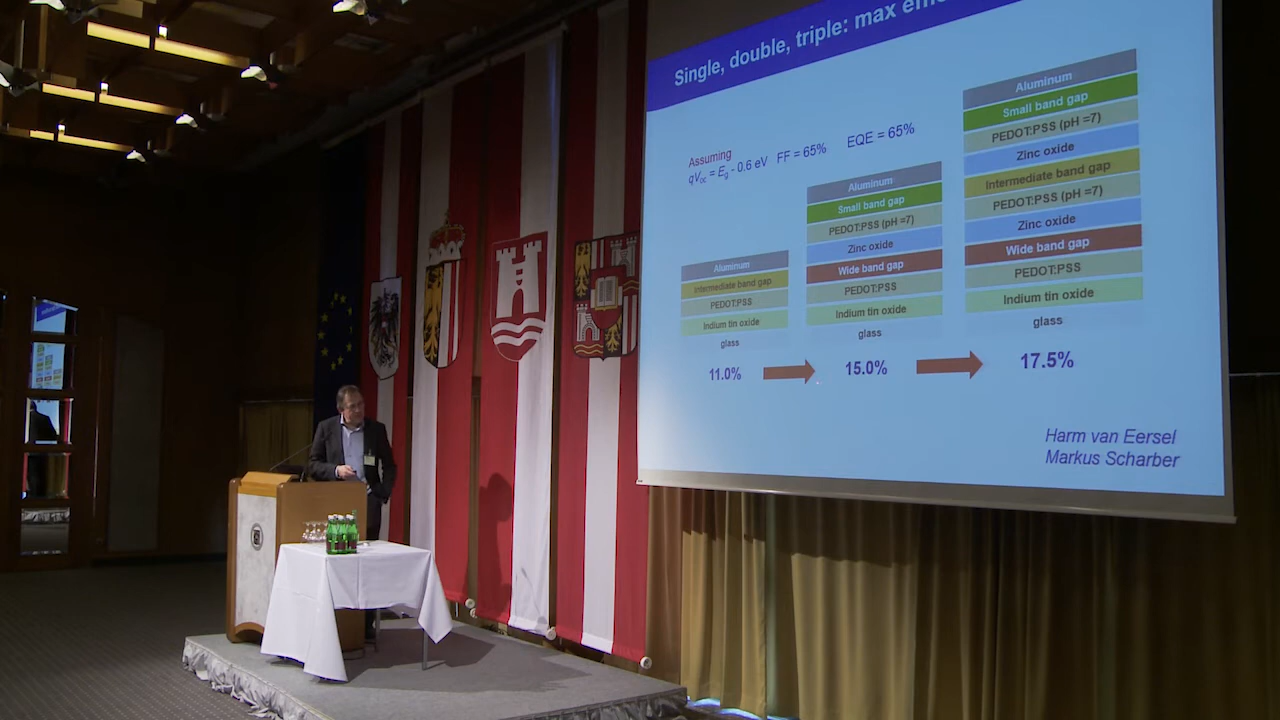 Single, double, triple: max
Assuming
qVoc = Eg - 0.6 eV FF = 65% EQE = 65%
Aluminum
Intermediate band gap
PEDOT:PSS
Indium tin oxide
glass
11.0%
Aluminum
Small band gap
PEDOT:PSS (pH =7)
Zinc oxide
Wide band gap
PEDOT:PSS
Indium tin oxide
glass
15.0%
Aluminum
Small band gap
PEDOT:PSS (pH =7)
Zinc oxide
Intermediate band gap
PEDOT:PSS (pH =7)
Zinc oxide
Wide band gap
PEDOT:PSS
Indium tin oxide
glass
17.5%
Harm van Eersel
Markus Scharber